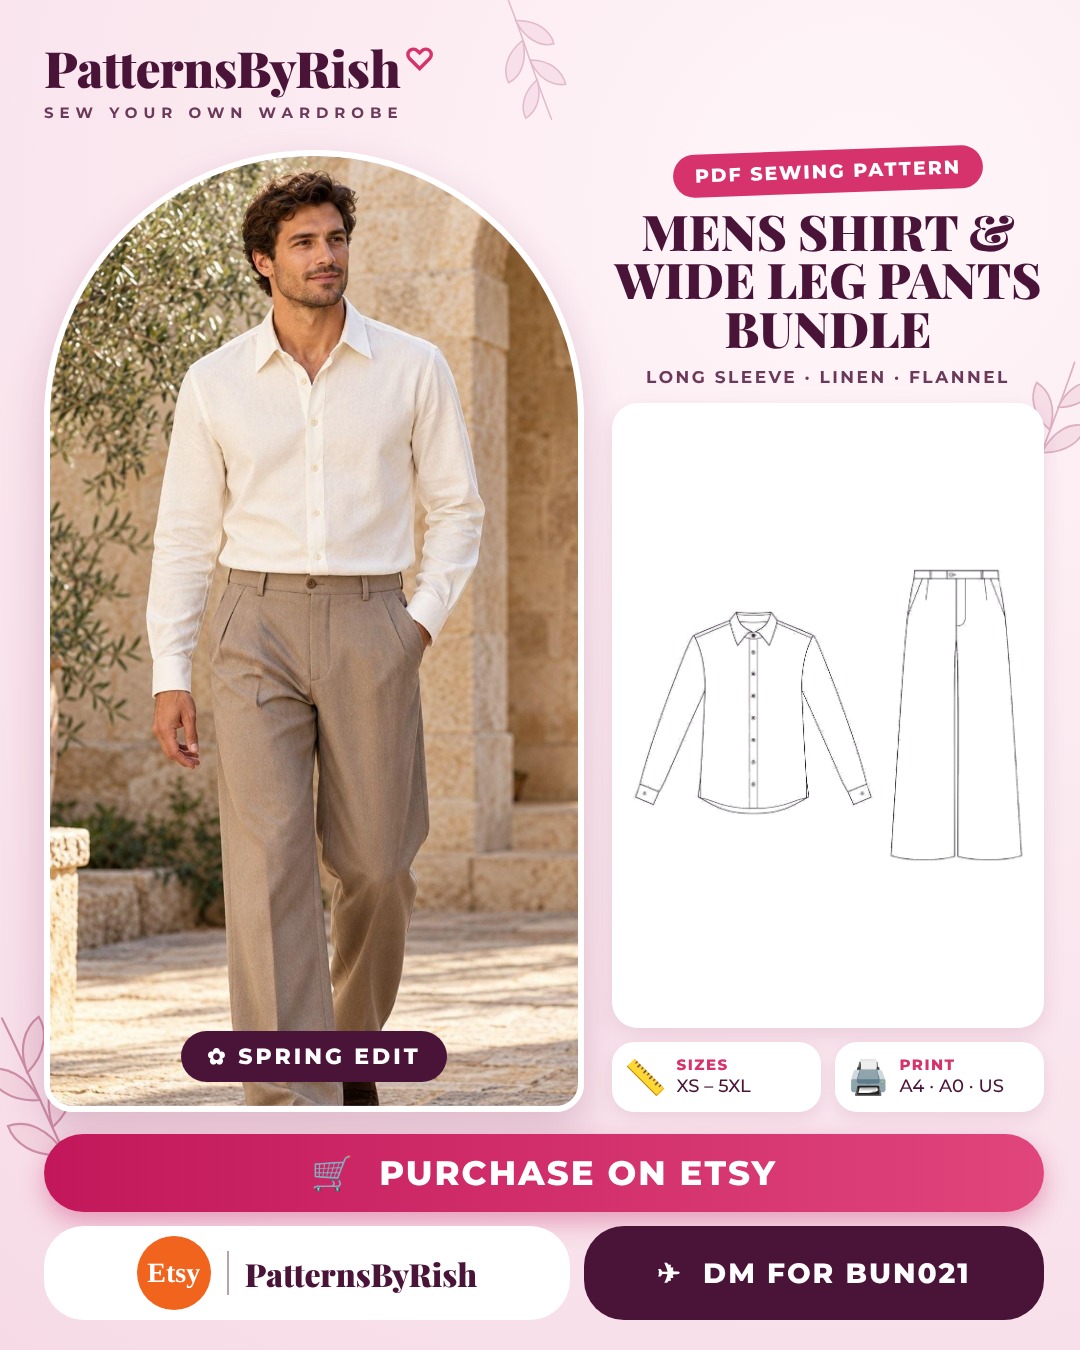 PatternsByRish
SEW YOUR OWN WARDROBE
PDF SEWING PATTERN
MENS SHIRT &
WIDE LEG PANTS
BUNDLE
LONG SLEEVE · LINEN · FLANNEL
✿ SPRING EDIT
SIZES
XS – 5XL
PRINT
A4 · A0 · US
PURCHASE ON ETSY
Etsy
PatternsByRish
DM FOR BUN021